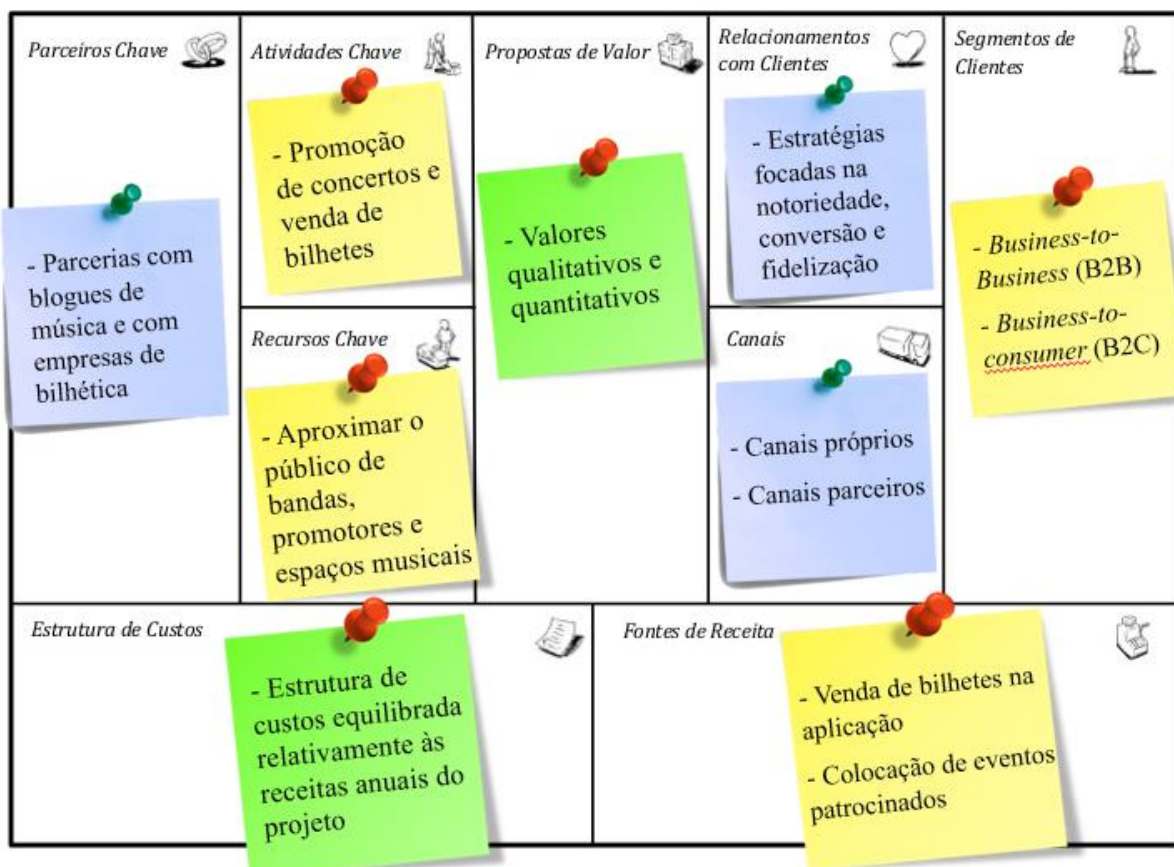 Parceiros Chave
- Parcerias com
blogues de
música e com
empresas de
bilhética
Atividades Chave
- Promoção
de concertos e
venda de
bilhetes
Recursos Chave
- Aproximar o
público de
bandas,
promotores e
espaços musicais
Propostas de Valor
- Valores
qualitativos e
quantitativos
Relacionamentos
com Clientes
- Estratégias
focadas na
notoriedade,
conversão e
fidelização
Canais
- Canais próprios
- Canais parceiros
Segmentos de
Clientes
- Business-to-
Business (B2B)
- Business-to-
consumer (B2C)
Estrutura de Custos
- Estrutura de
custos equilibrada
relativamente às
receitas anuais do
projeto
Fontes de Receita
- Venda de bilhetes na
aplicação
- Colocação de eventos
patrocinados